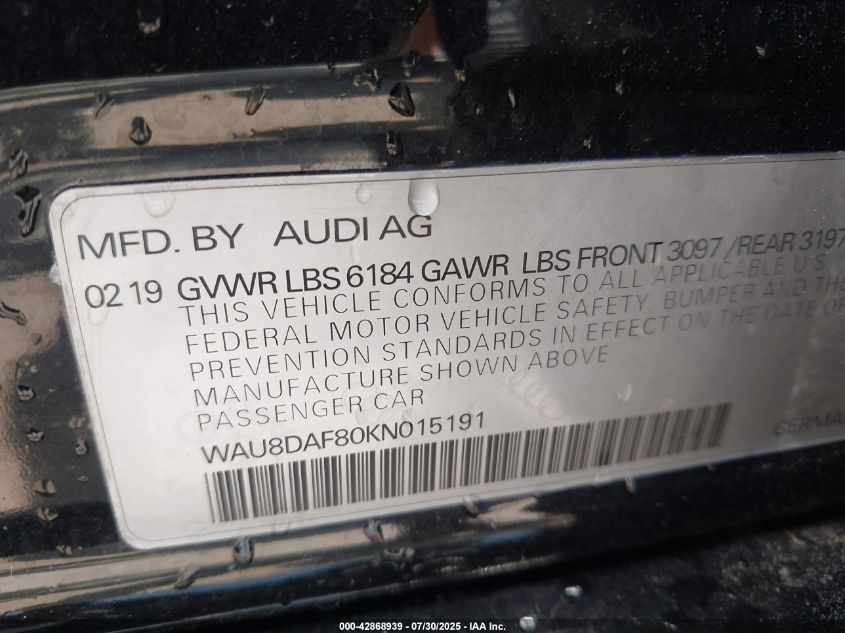 MFD. BY AUDI AG
02 19 GVWR LBS 6184 GAWR LBS FRONT 3097 / REAR 3197
THIS VEHICLE CONFORMS TO ALL APPLICABLE U.S
FEDERAL MOTOR VEHICLE SAFETY, BUMPER AND THE
PREVENTION STANDARDS IN EFFECT ON THE DATE OF
MANUFACTURE SHOWN ABOVE
PASSENGER CAR
WAU8DAF80KN015191
GERMA
000-42868939 / 07/30/2025 - IAA Inc.